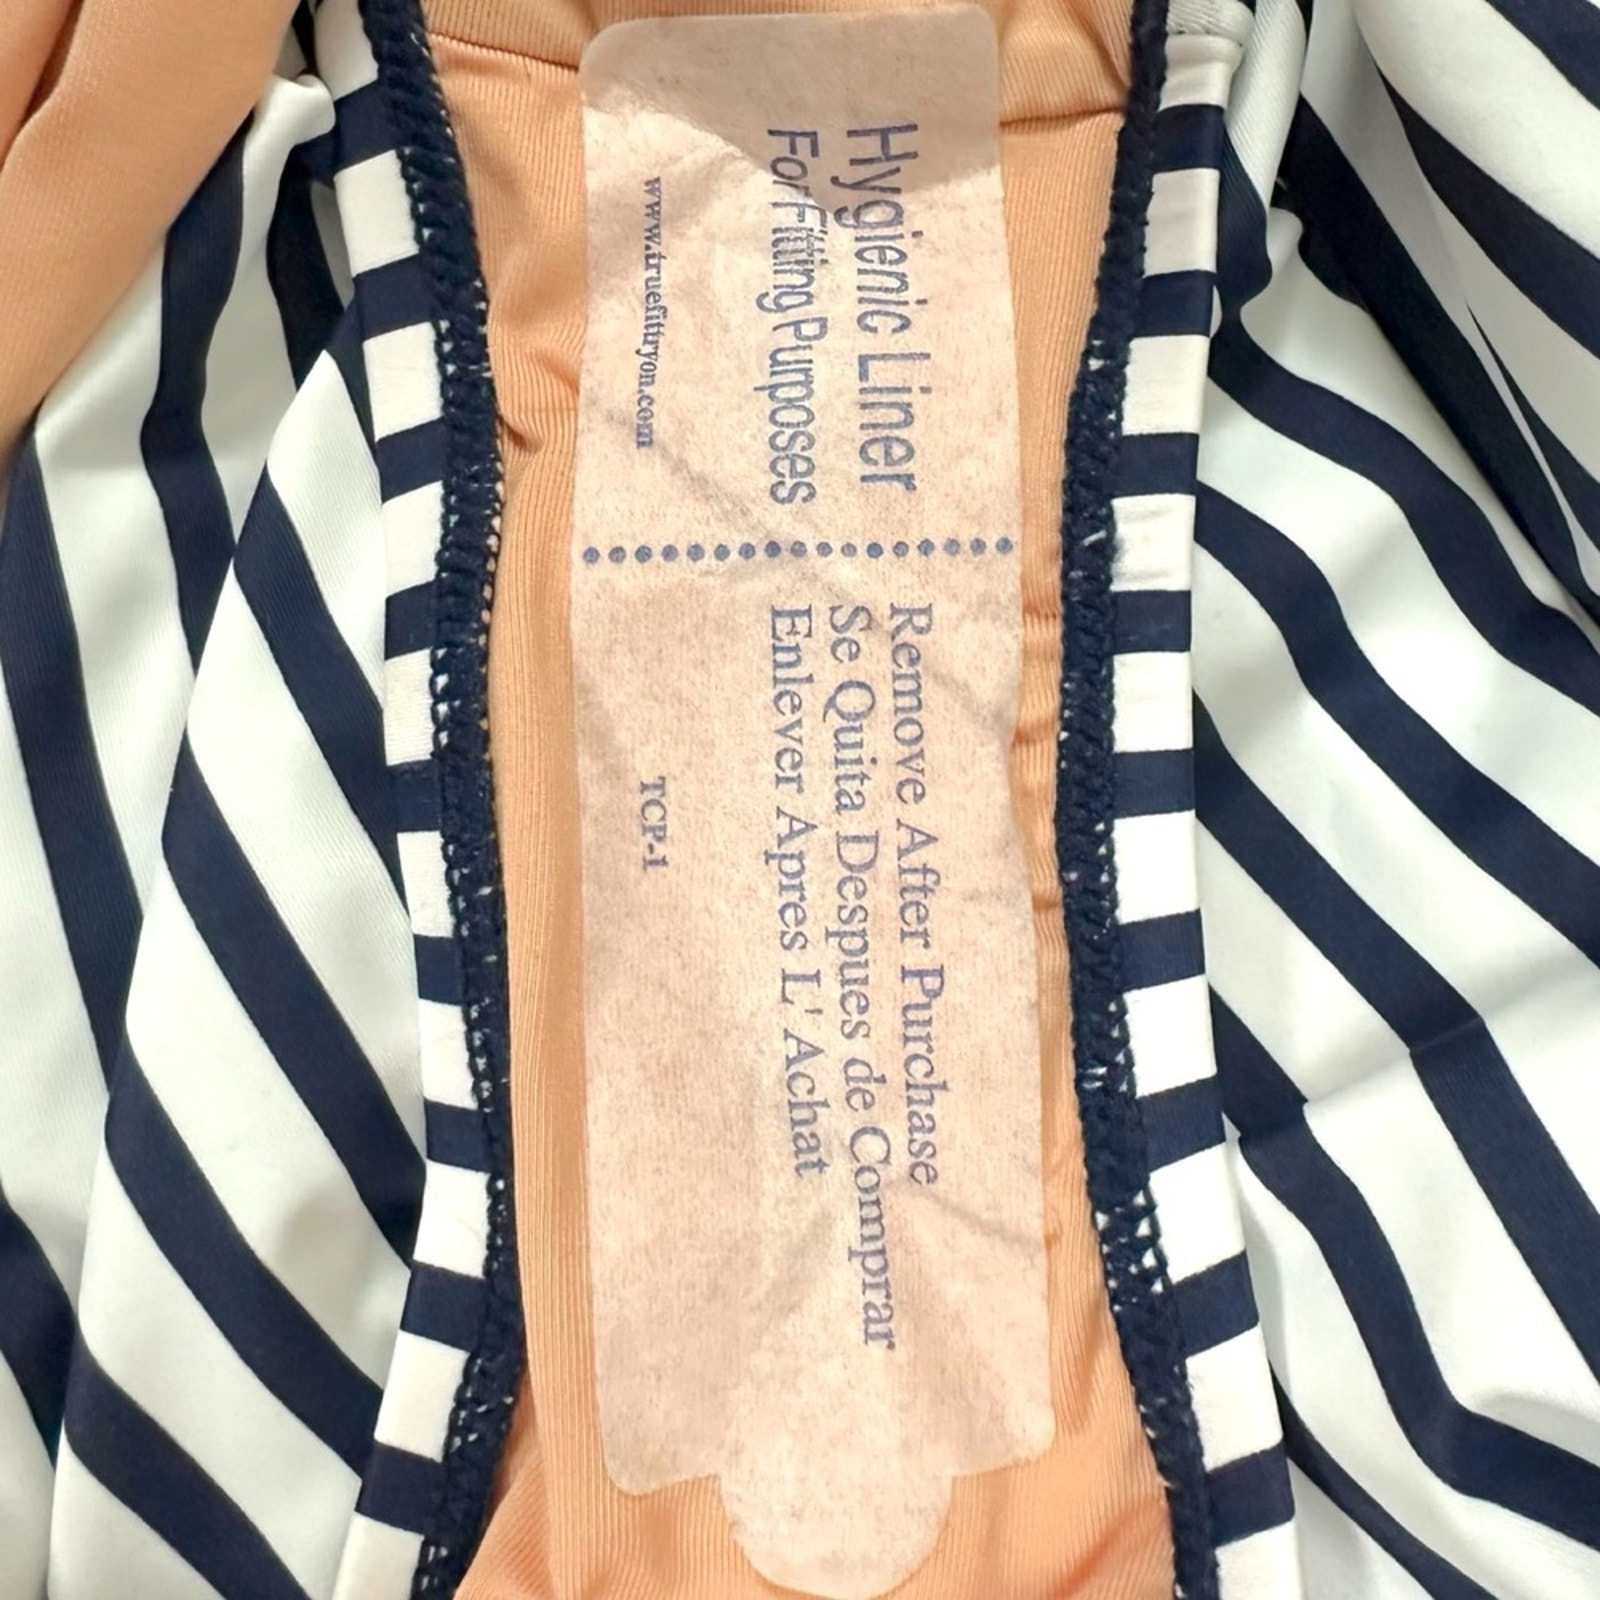 Hygienic Liner
For Fitting Purposes
www.truefittryon.com
Remove After Purchase
Se Quita Despues de Comprar
Enlever Apres L' Achat
TCP-1